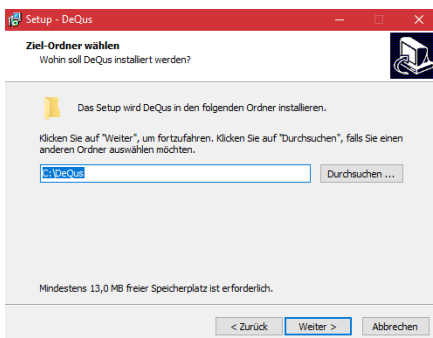 Setup - DeQus
Ziel-Ordner wählen
Wohin soll DeQus installiert werden?
Das Setup wird DeQus in den folgenden Ordner installieren.
Klicken Sie auf "Weiter", um fortzufahren. Klicken Sie auf "Durchsuchen", falls Sie einen
anderen Ordner auswählen möchten.
C:\DeQus
Durchsuchen ...
Mindestens 13,0 MB freier Speicherplatz ist erforderlich.
< Zurück
Weiter >
Abbrechen